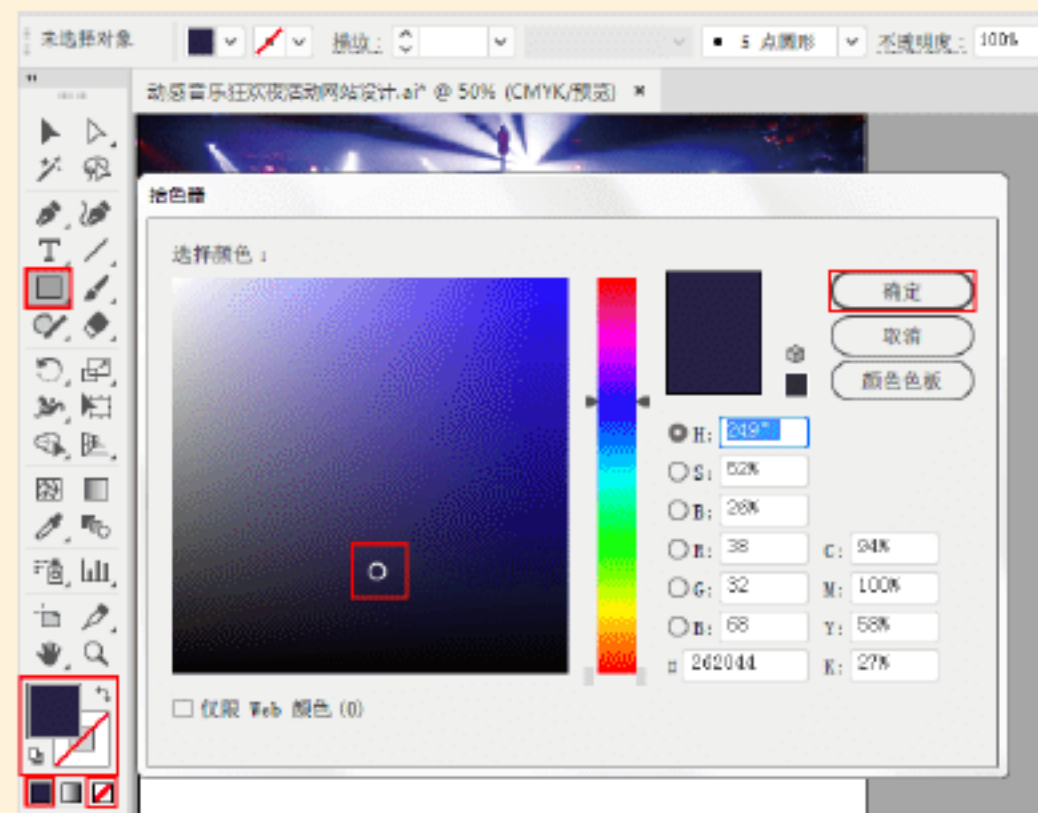 未选择对象
描边：
5 点圆形
不透明度：
100%
动感音乐狂欢夜活动网站设计.ai* @ 50% (CMYK/预览) ×
拾色器
选择颜色：
确定
取消
颜色色板
H: 249°
S: 52%
B: 26%
R: 38
C: 94%
G: 32
M: 100%
B: 68
Y: 58%
# 262044
K: 27%
仅限 Web 颜色 (O)